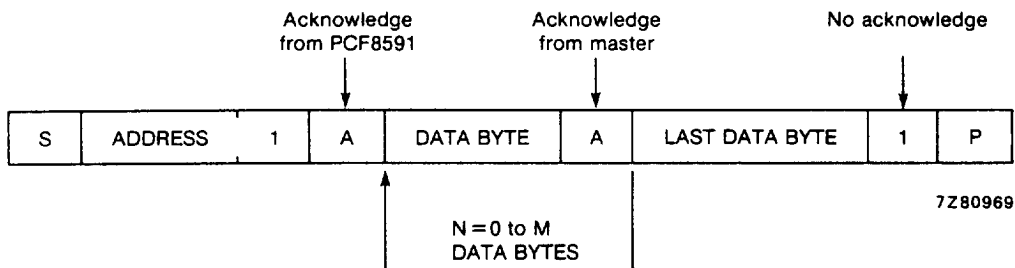 Acknowledge
from PCF8591
Acknowledge
from master
No acknowledge
S ADDRESS 1 A DATA BYTE A LAST DATA BYTE 1 P
7Z80969
N = 0 to M
DATA BYTES